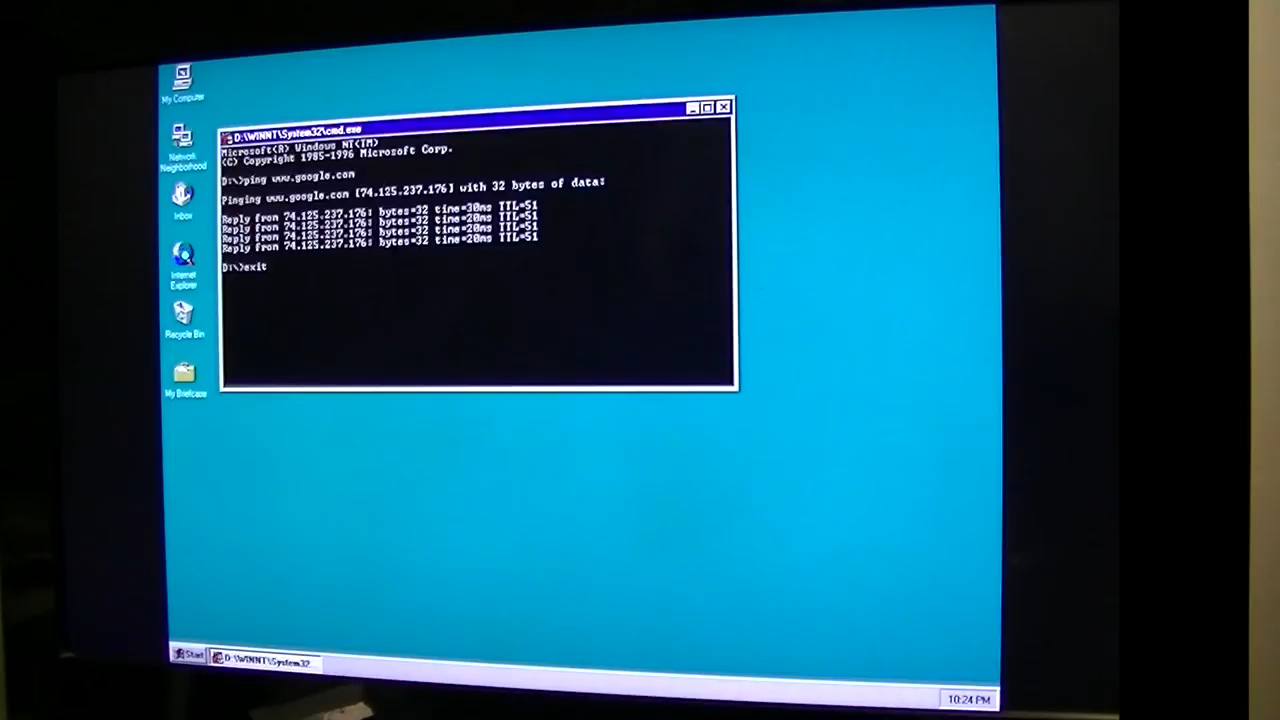 My Computer
Network
Neighborhood
Inbox
Internet
Explorer
Recycle Bin
My Briefcase
D:\WINNT\System32\cmd.exe
Microsoft(R) Windows NT(TM)
(C) Copyright 1985-1996 Microsoft Corp.
D:\>ping www.google.com
Pinging www.google.com [74.125.237.176] with 32 bytes of data:
Reply from 74.125.237.176: bytes=32 time=30ms TTL=51
Reply from 74.125.237.176: bytes=32 time=20ms TTL=51
Reply from 74.125.237.176: bytes=32 time=20ms TTL=51
Reply from 74.125.237.176: bytes=32 time=20ms TTL=51
D:\>exit
Start
D:\WINNT\System32...
10:24 PM